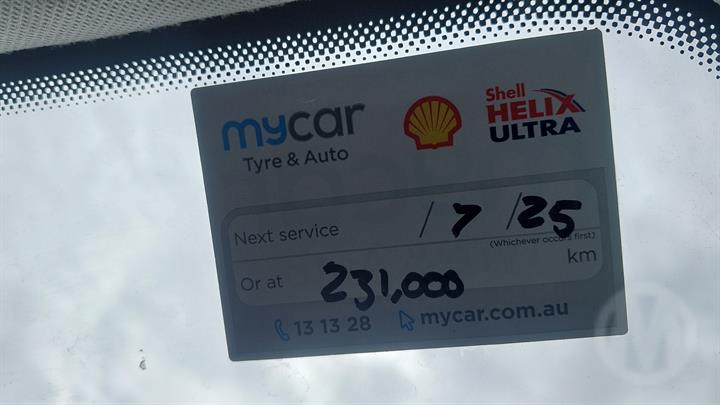 mycar
Tyre & Auto
Shell
HELIX
ULTRA
Next service / 7 / 25
(Whichever occurs first)
Or at 231,000 km
13 13 28 mycar.com.au
M